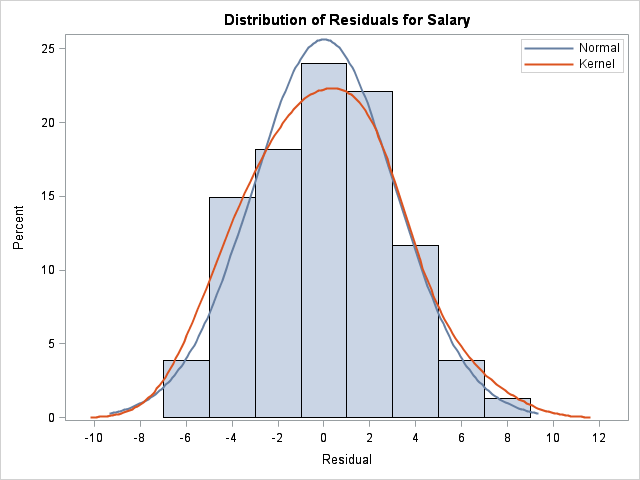 Distribution of Residuals for Salary
Normal
Kernel
25
20
15
10
5
0
Percent
-10 -8 -6 -4 -2 0 2 4 6 8 10 12
Residual